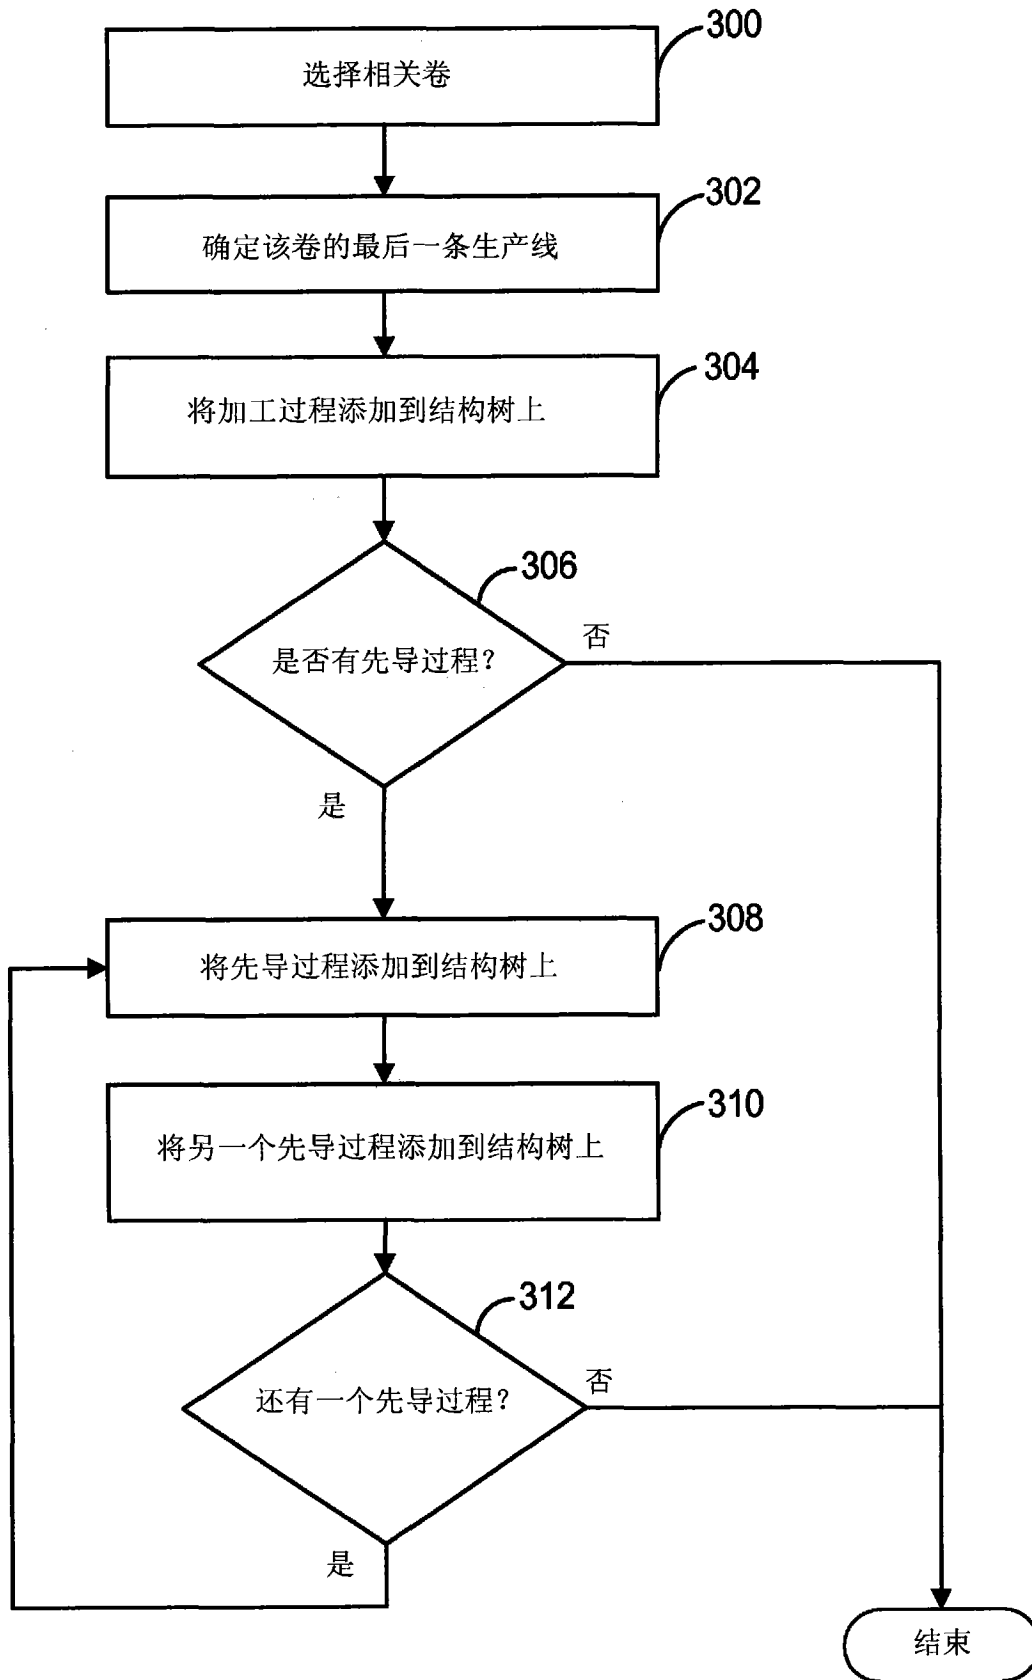 300
选择相关卷
302
确定该卷的最后一条生产线
304
将加工过程添加到结构树上
306
是否有先导过程?
否
是
308
将先导过程添加到结构树上
310
将另一个先导过程添加到结构树上
312
还有一个先导过程?
否
是
结束